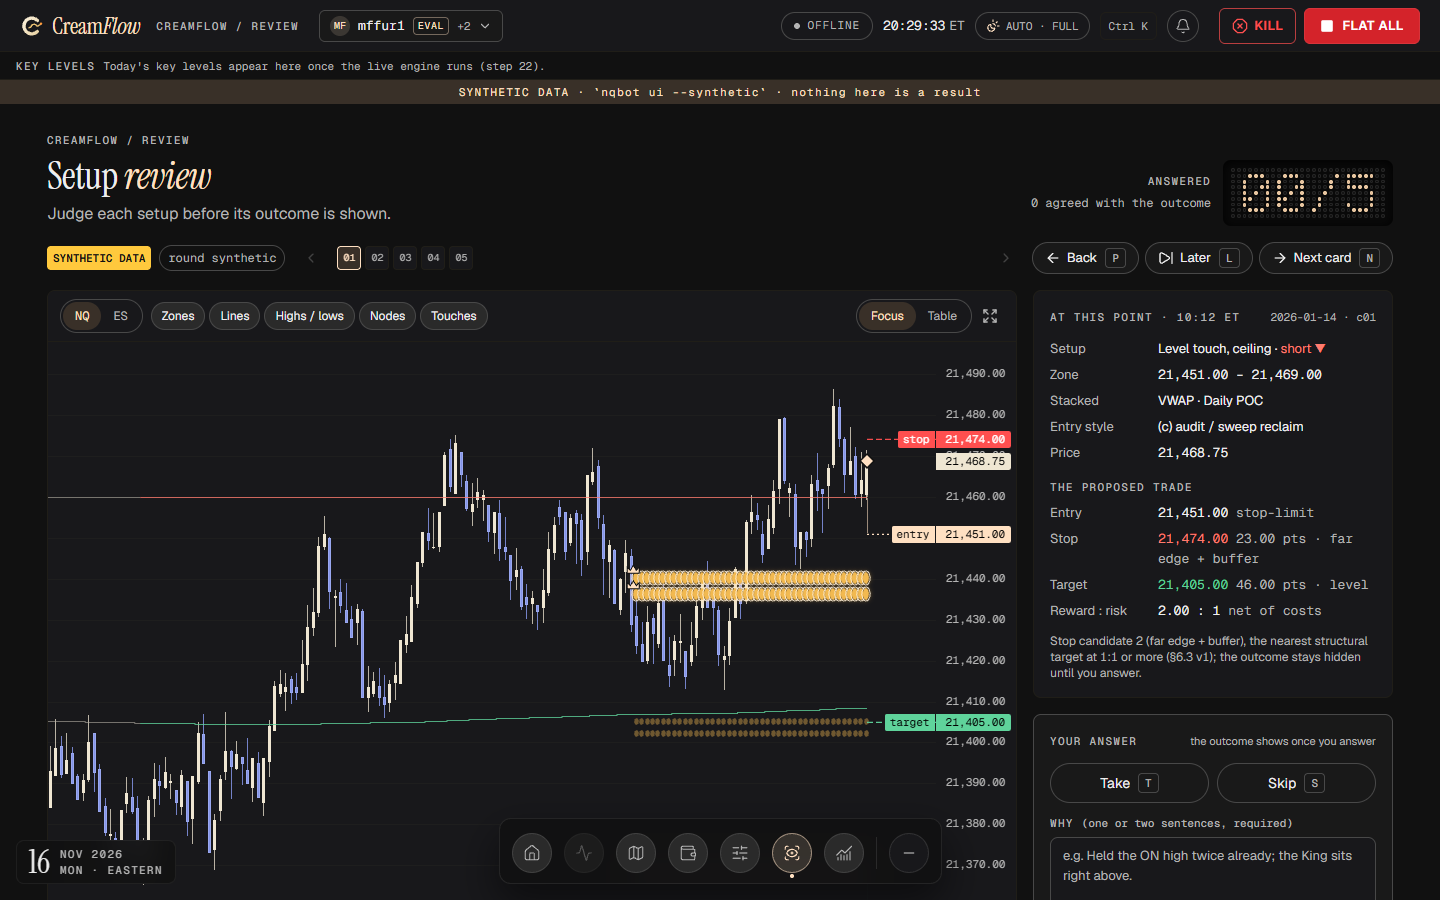 CreamFlow
CREAMFLOW / REVIEW
MF mffur1 EVAL +2
OFFLINE
20:29:33 ET
AUTO · FULL
Ctrl K
KILL
FLAT ALL
KEY LEVELS Today's key levels appear here once the live engine runs (step 22).
SYNTHETIC DATA · `nqbot ui --synthetic` · nothing here is a result
CREAMFLOW / REVIEW
Setup review
Judge each setup before its outcome is shown.
ANSWERED
0 agreed with the outcome
00/5
SYNTHETIC DATA
round synthetic
01 02 03 04 05
Back P
Later L
Next card N
NQ ES
Zones
Lines
Highs / lows
Nodes
Touches
Focus Table
21,490.00
21,480.00
stop 21,474.00
21,468.75
21,460.00
entry 21,451.00
21,440.00
21,430.00
21,420.00
21,410.00
target 21,405.00
21,400.00
21,390.00
21,380.00
21,370.00
AT THIS POINT · 10:12 ET 2026-01-14 · c01
Setup Level touch, ceiling · short ▼
Zone 21,451.00 – 21,469.00
Stacked VWAP · Daily POC
Entry style (c) audit / sweep reclaim
Price 21,468.75
THE PROPOSED TRADE
Entry 21,451.00 stop-limit
Stop 21,474.00 23.00 pts · far
edge + buffer
Target 21,405.00 46.00 pts · level
Reward : risk 2.00 : 1 net of costs
Stop candidate 2 (far edge + buffer), the nearest structural
target at 1:1 or more (§6.3 v1); the outcome stays hidden
until you answer.
YOUR ANSWER the outcome shows once you answer
Take T
Skip S
WHY (one or two sentences, required)
e.g. Held the ON high twice already; the King sits
right above.
16 NOV 2026
MON · EASTERN